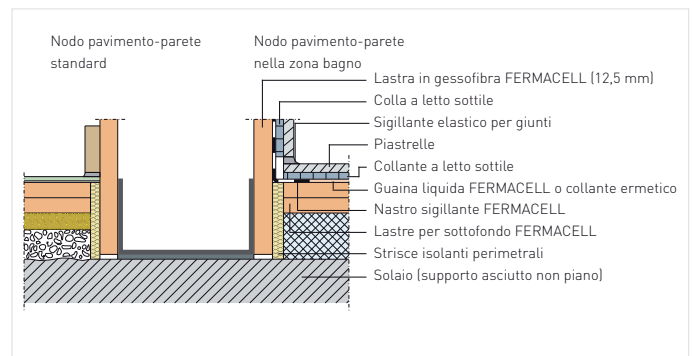 Nodo pavimento-parete
standard
Nodo pavimento-parete
nella zona bagno
Lastra in gessofibra FERMACELL (12,5 mm)
Colla a letto sottile
Sigillante elastico per giunti
Piastrelle
Collante a letto sottile
Guaina liquida FERMACELL o collante ermetico
Nastro sigillante FERMACELL
Lastre per sottofondo FERMACELL
Strisce isolanti perimetrali
Solaio (supporto asciutto non piano)